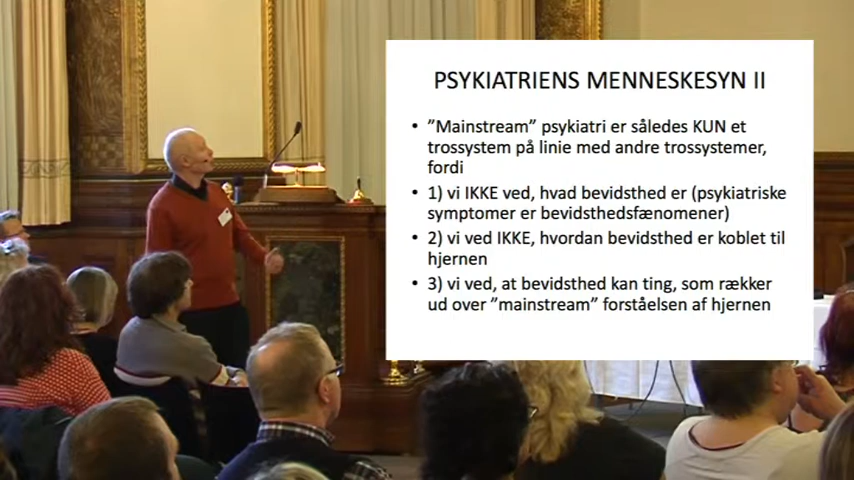 PSYKIATRIENS MENNESKESYN II
• ”Mainstream” psykiatri er således KUN et
trossystem på linie med andre trossystemer,
fordi
• 1) vi IKKE ved, hvad bevidsthed er (psykiatriske
symptomer er bevidsthedsfænomener)
• 2) vi ved IKKE, hvordan bevidsthed er koblet til
hjernen
• 3) vi ved, at bevidsthed kan ting, som rækker
ud over ”mainstream” forståelsen af hjernen